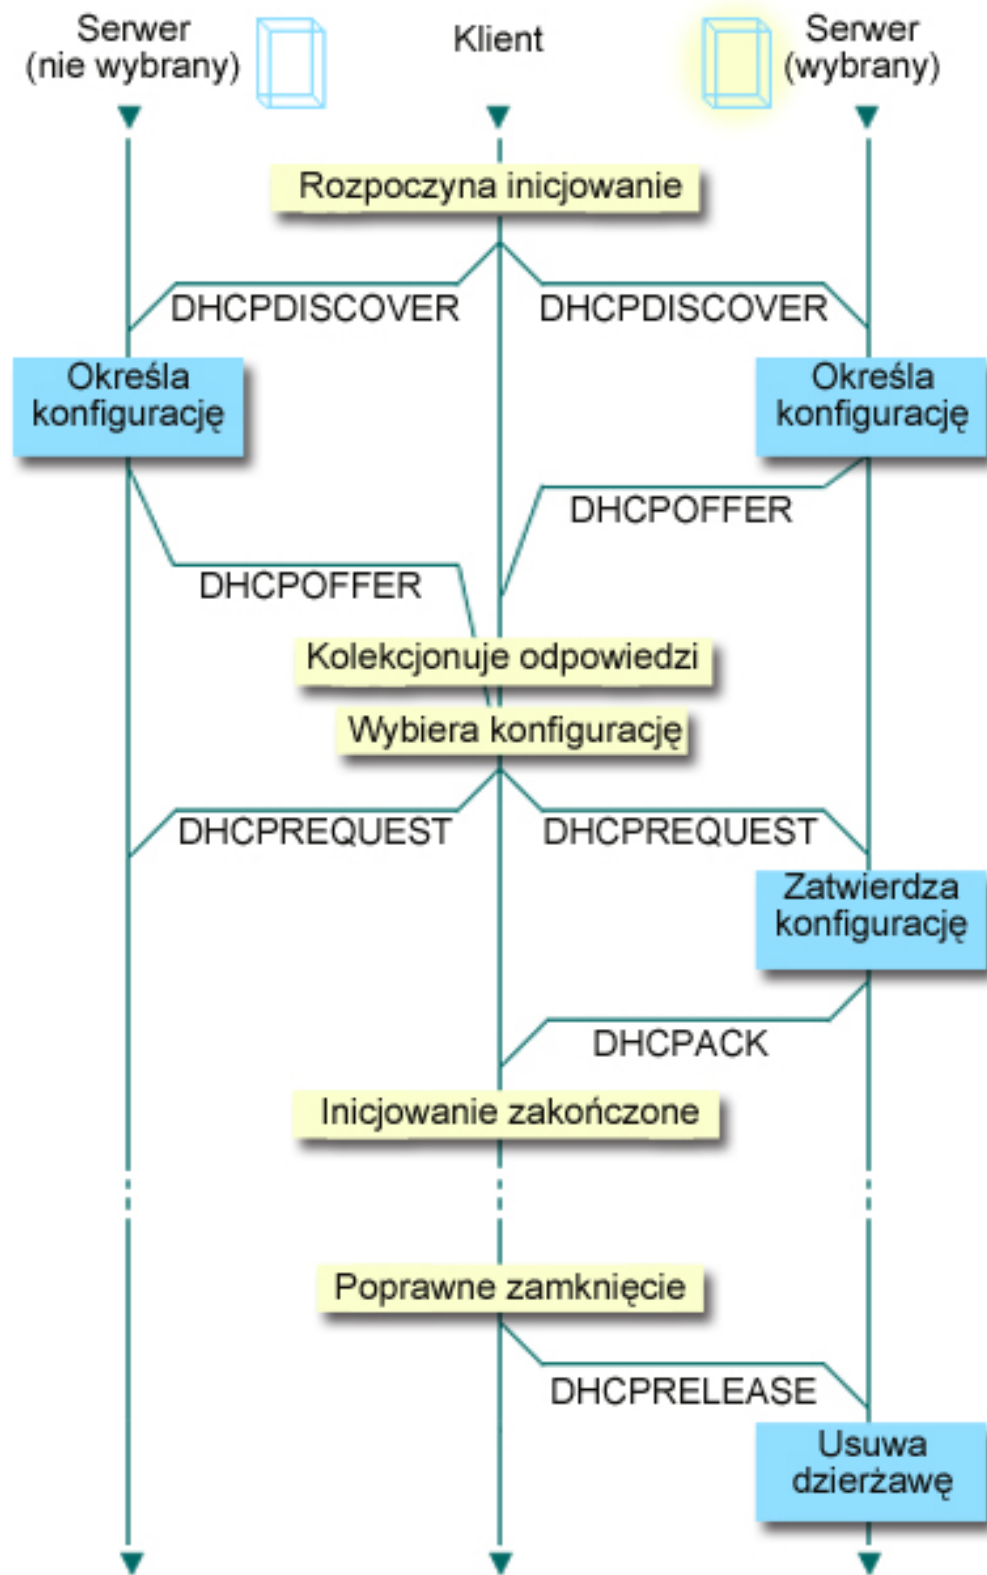 Serwer
(nie wybrany)
Klient
Serwer
(wybrany)
Rozpoczyna inicjowanie
DHCPDISCOVER
DHCPDISCOVER
Określa
konfigurację
Określa
konfigurację
DHCPOFFER
DHCPOFFER
Kolekcjonuje odpowiedzi
Wybiera konfigurację
DHCPREQUEST
DHCPREQUEST
Zatwierdza
konfigurację
DHCPACK
Inicjowanie zakończone
Poprawne zamknięcie
DHCPRELEASE
Usuwa
dzierżawę